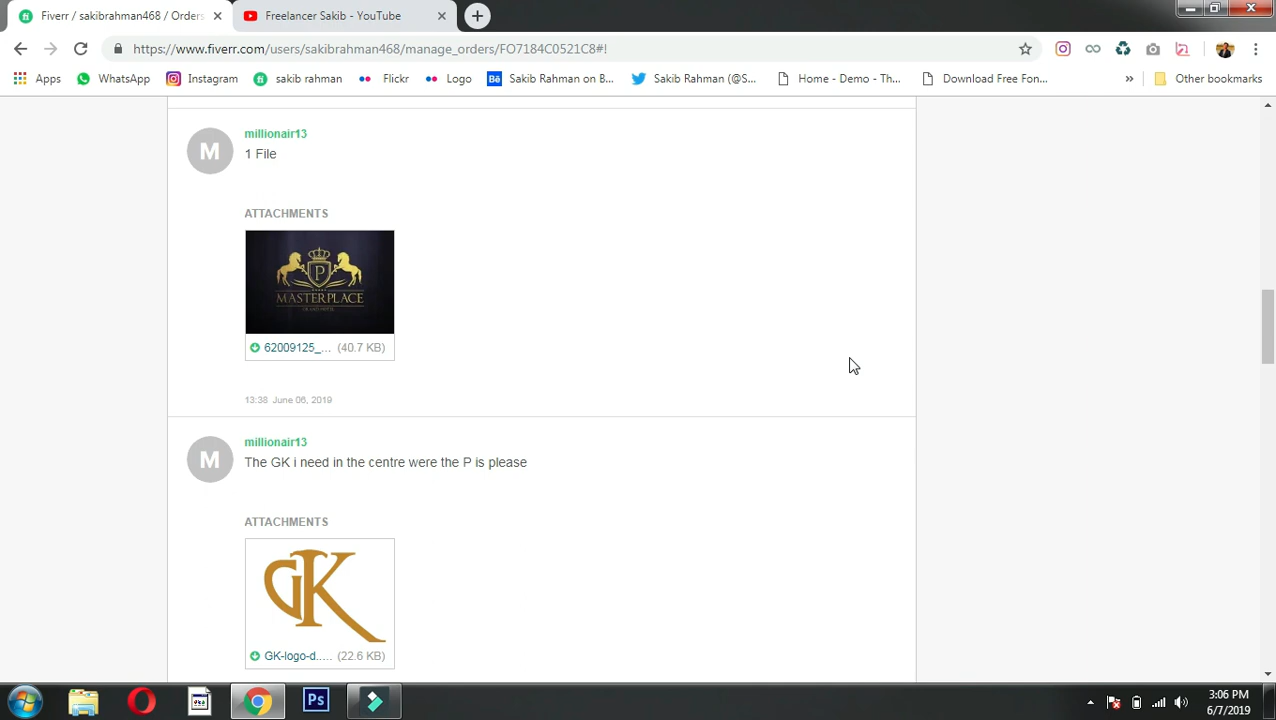 Fiverr / sakibrahman468 / Orders
Freelancer Sakib - YouTube
https://www.fiverr.com/users/sakibrahman468/manage_orders/FO7184C0521C8#!
Apps
WhatsApp
Instagram
sakib rahman
Flickr
Logo
Sakib Rahman on B...
Sakib Rahman (@S...
Home - Demo - Th...
Download Free Fon...
»
Other bookmarks
M
millionair13
1 File
ATTACHMENTS
P
MASTERPLACE
62009125_... (40.7 KB)
13:38 June 06, 2019
M
millionair13
The GK i need in the centre were the P is please
ATTACHMENTS
GK
GK-logo-d..... (22.6 KB)
Ps
3:06 PM
6/7/2019